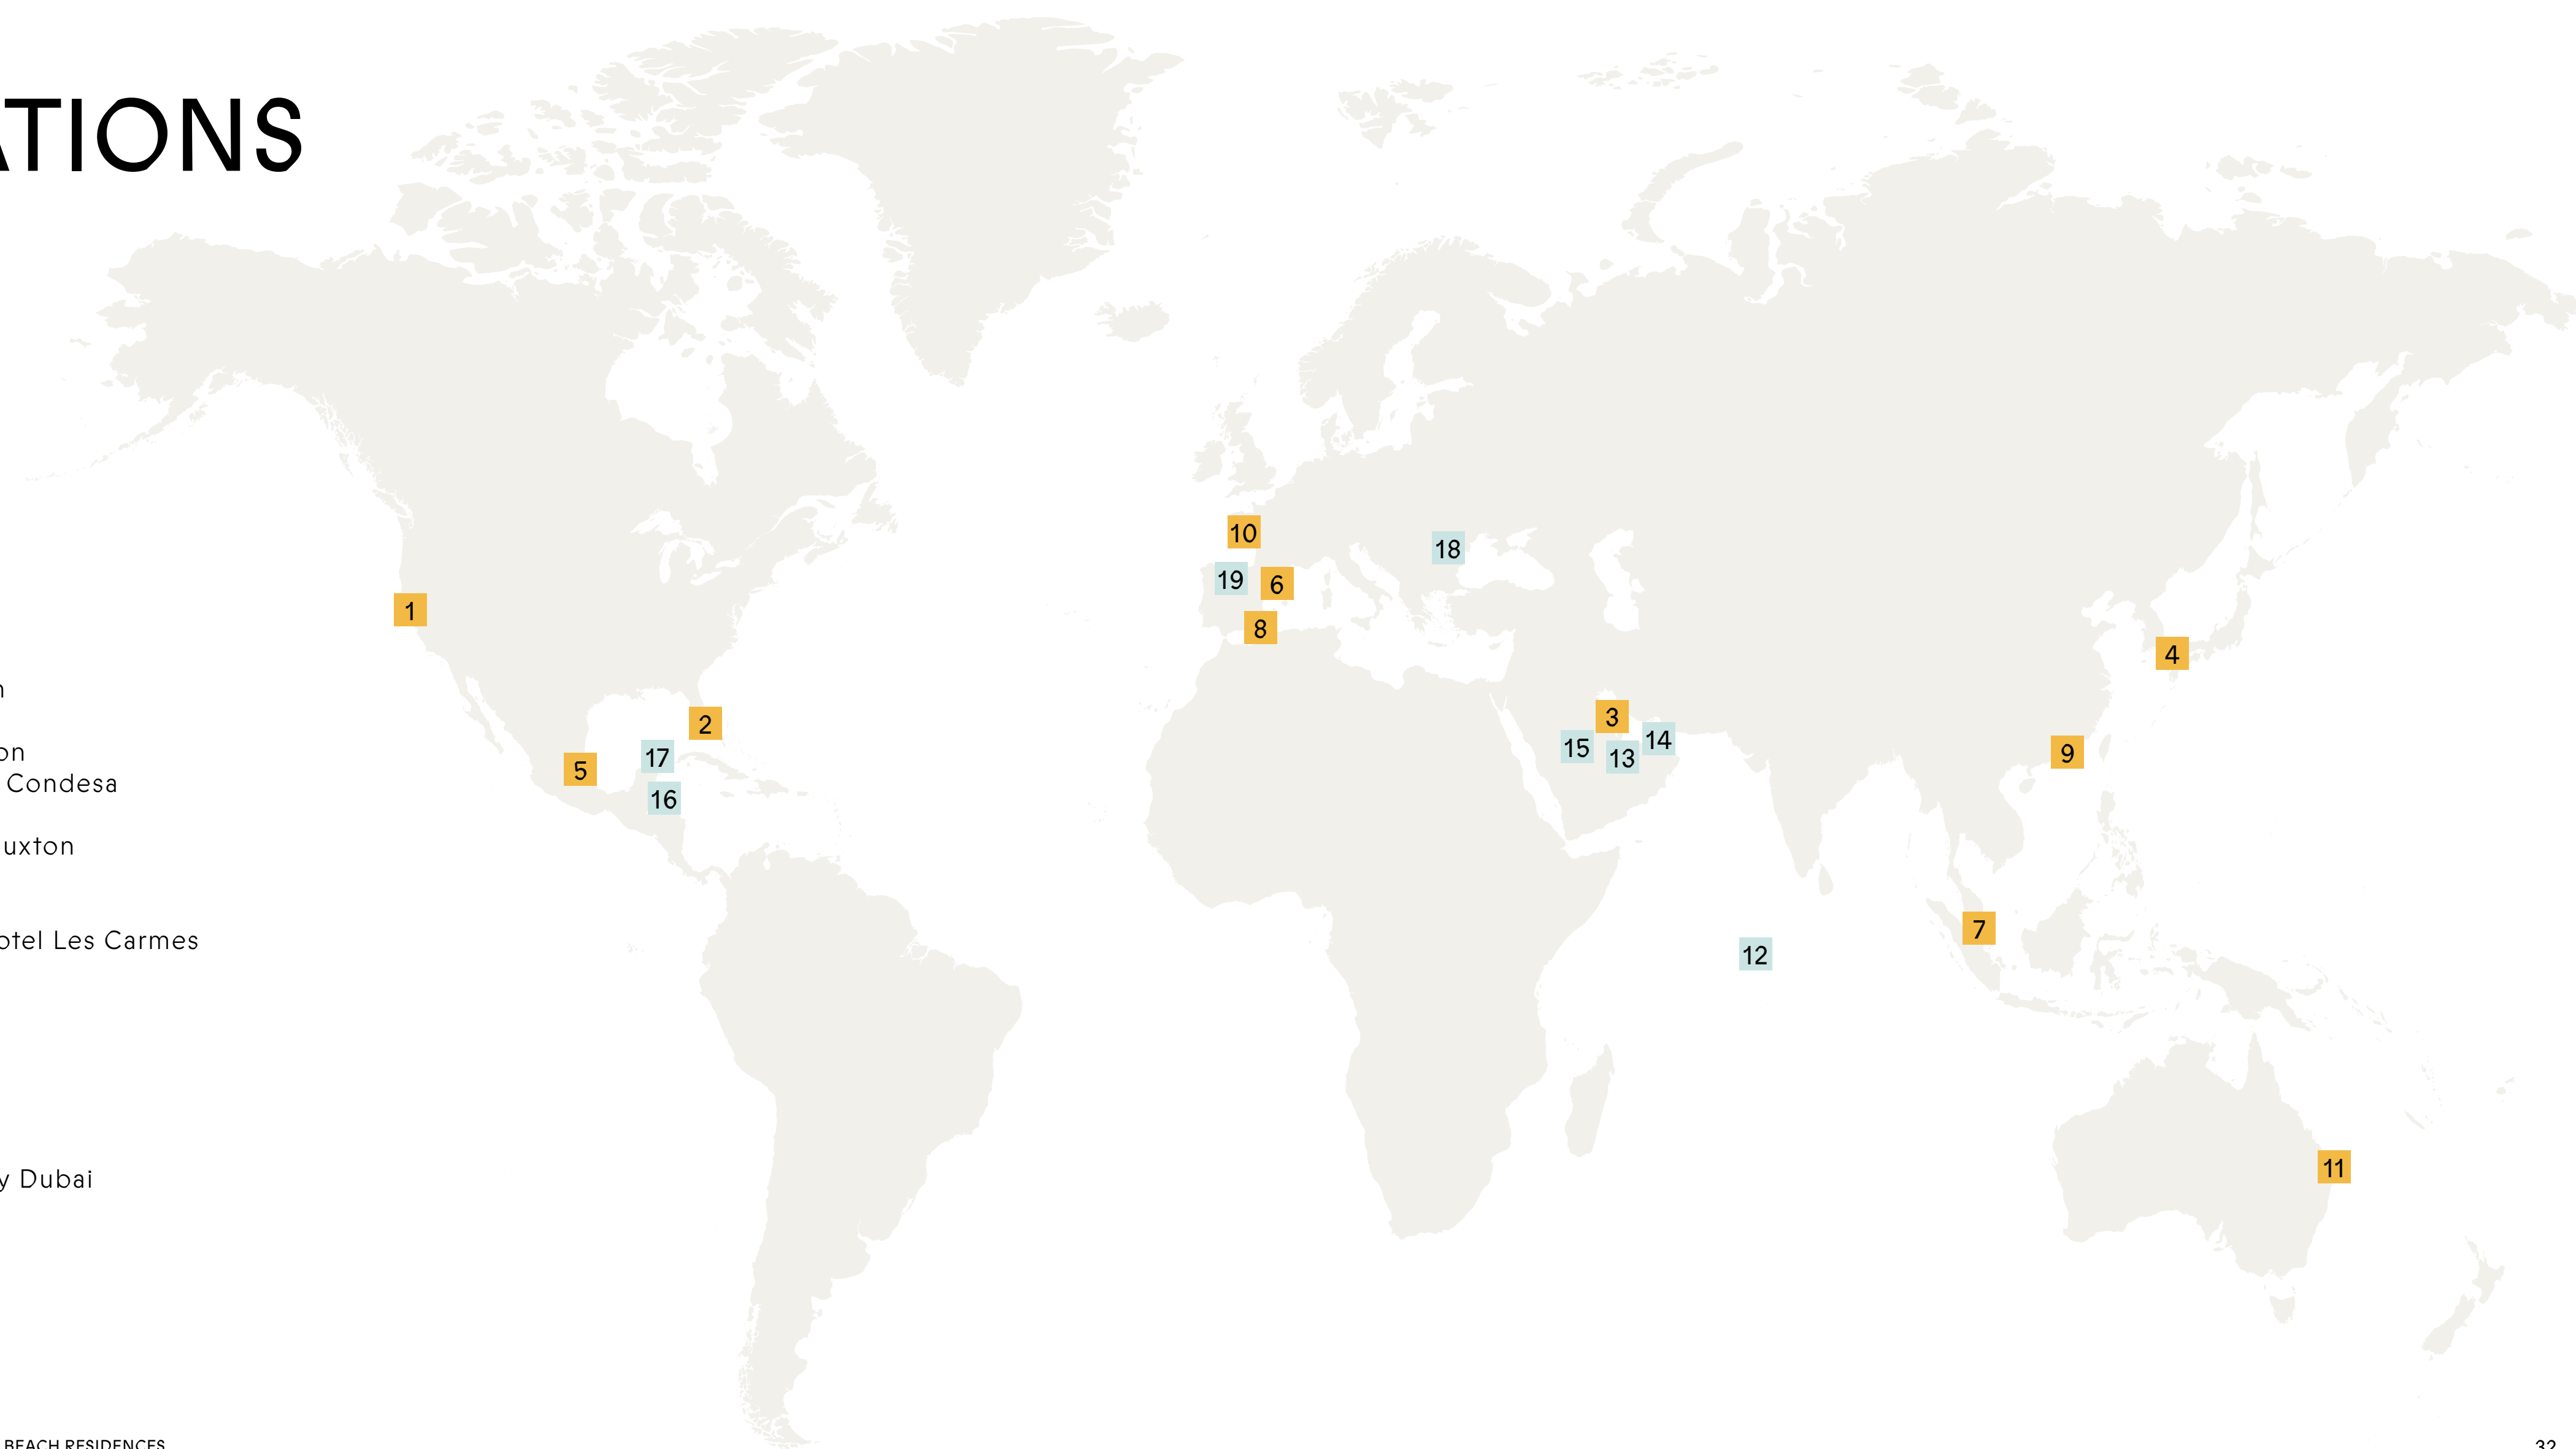 ATIONS
n
on
Condesa
uxton
otel Les Carmes
y Dubai
10
18
19
6
1
8
4
3
2
14
15
17
13
9
5
16
7
12
11
BEACH RESIDENCES
32